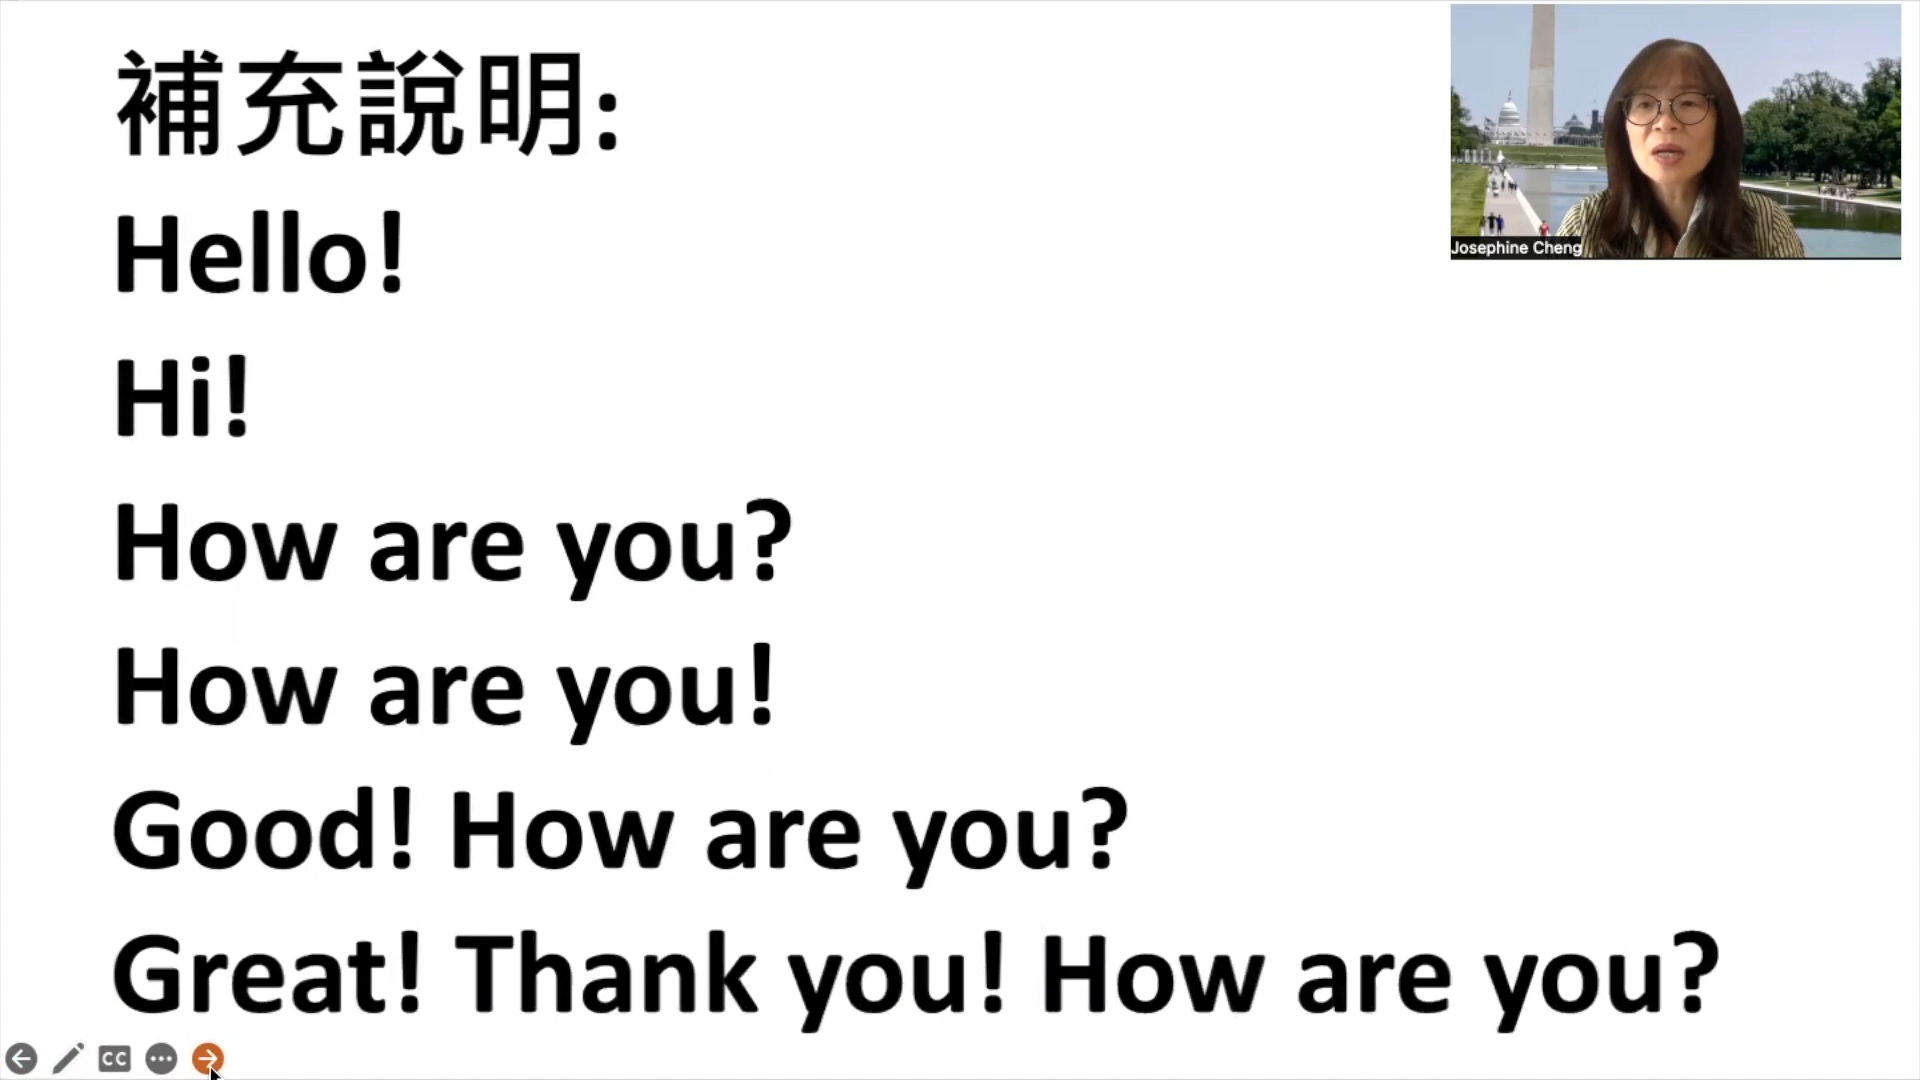 補充說明:
Hello!
Hi!
How are you?
How are you!
Good! How are you?
Great! Thank you! How are you?
Josephine Cheng
CC